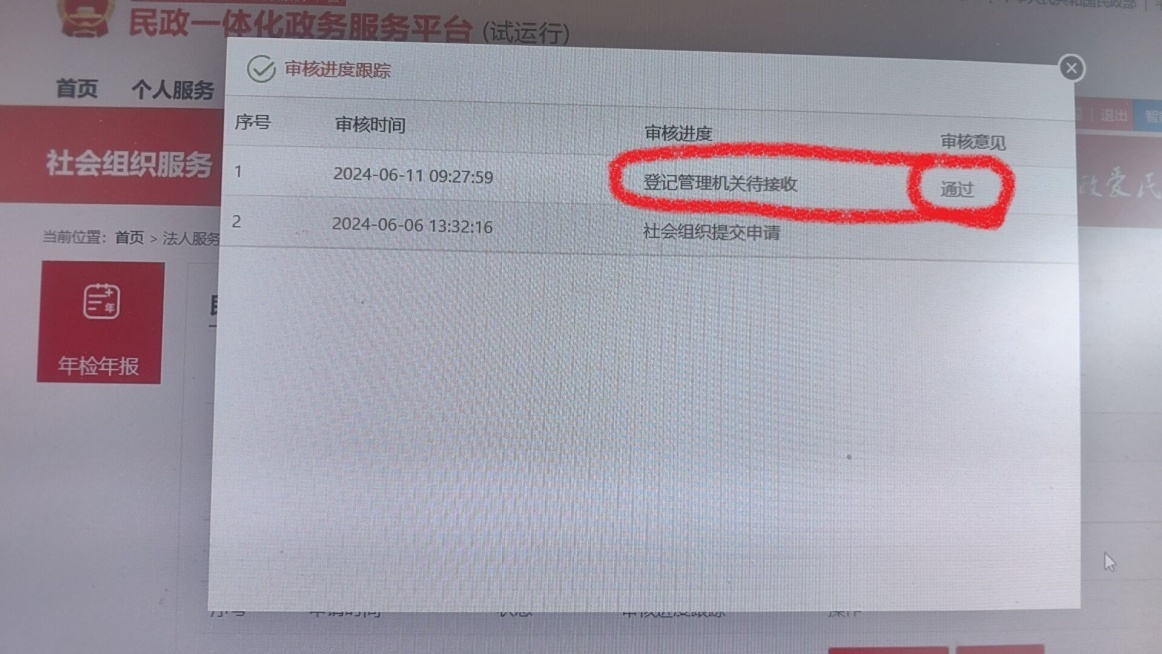 民政一体化政务服务平台 (试运行)
首页 个人服务
审核进度跟踪
序号 审核时间 审核进度 审核意见
1 2024-06-11 09:27:59 登记管理机关待接收 通过
2 2024-06-06 13:32:16 社会组织提交申请
退出
社会组织服务
爱民
当前位置：首页 > 法人服务
年检年报